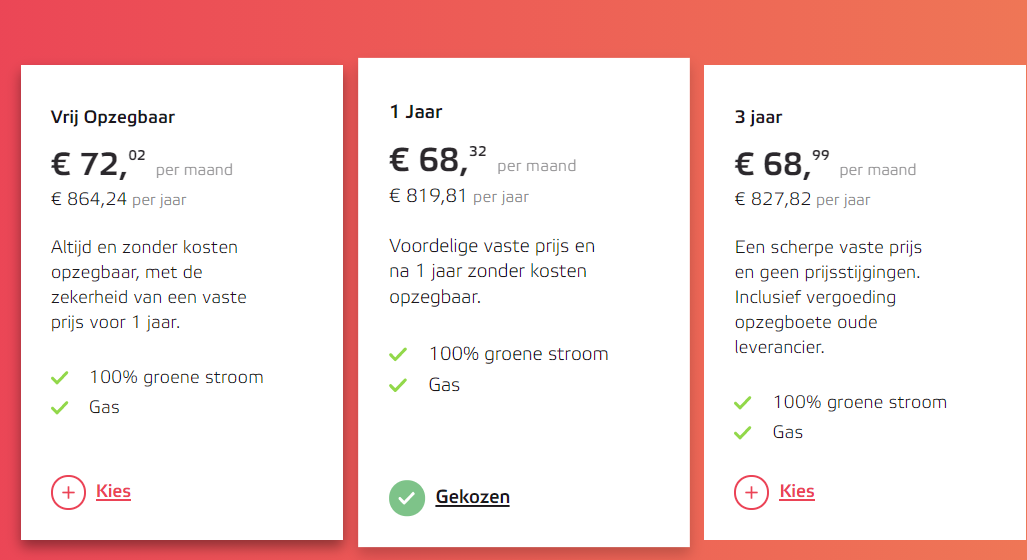 Vrij Opzegbaar
€ 72,02 per maand
€ 864,24 per jaar
Altijd en zonder kosten
opzegbaar, met de
zekerheid van een vaste
prijs voor 1 jaar.
100% groene stroom
Gas
Kies
1 Jaar
€ 68,32 per maand
€ 819,81 per jaar
Voordelige vaste prijs en
na 1 jaar zonder kosten
opzegbaar.
100% groene stroom
Gas
Gekozen
3 jaar
€ 68,99 per maand
€ 827,82 per jaar
Een scherpe vaste prijs
en geen prijsstijgingen.
Inclusief vergoeding
opzegboete oude
leverancier.
100% groene stroom
Gas
Kies